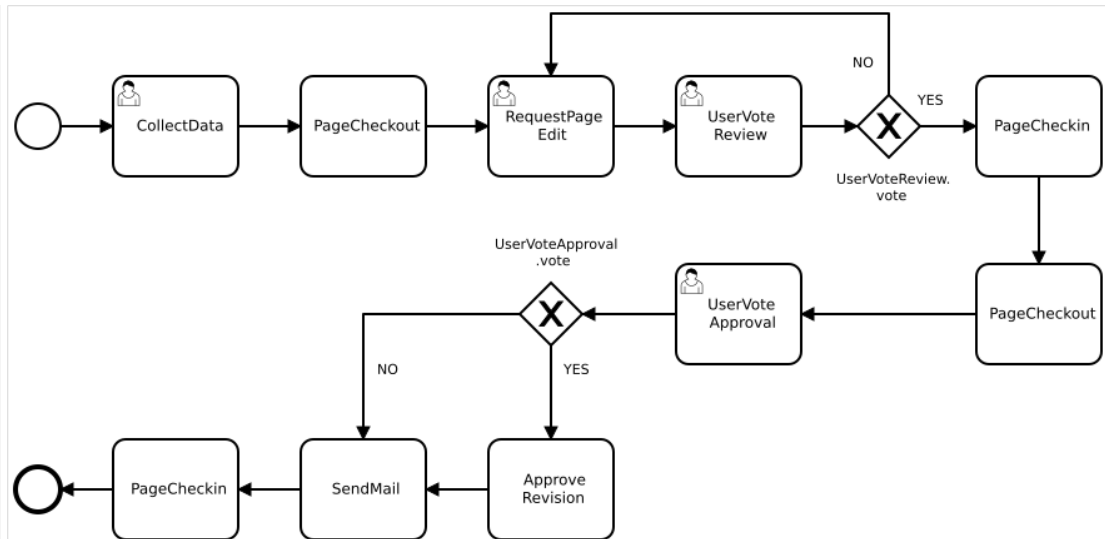 CollectData
PageCheckout
RequestPage
Edit
UserVote
Review
NO
YES
UserVoteReview.
vote
PageCheckin
UserVoteApproval
.vote
UserVote
Approval
PageCheckout
NO
YES
PageCheckin
SendMail
Approve
Revision